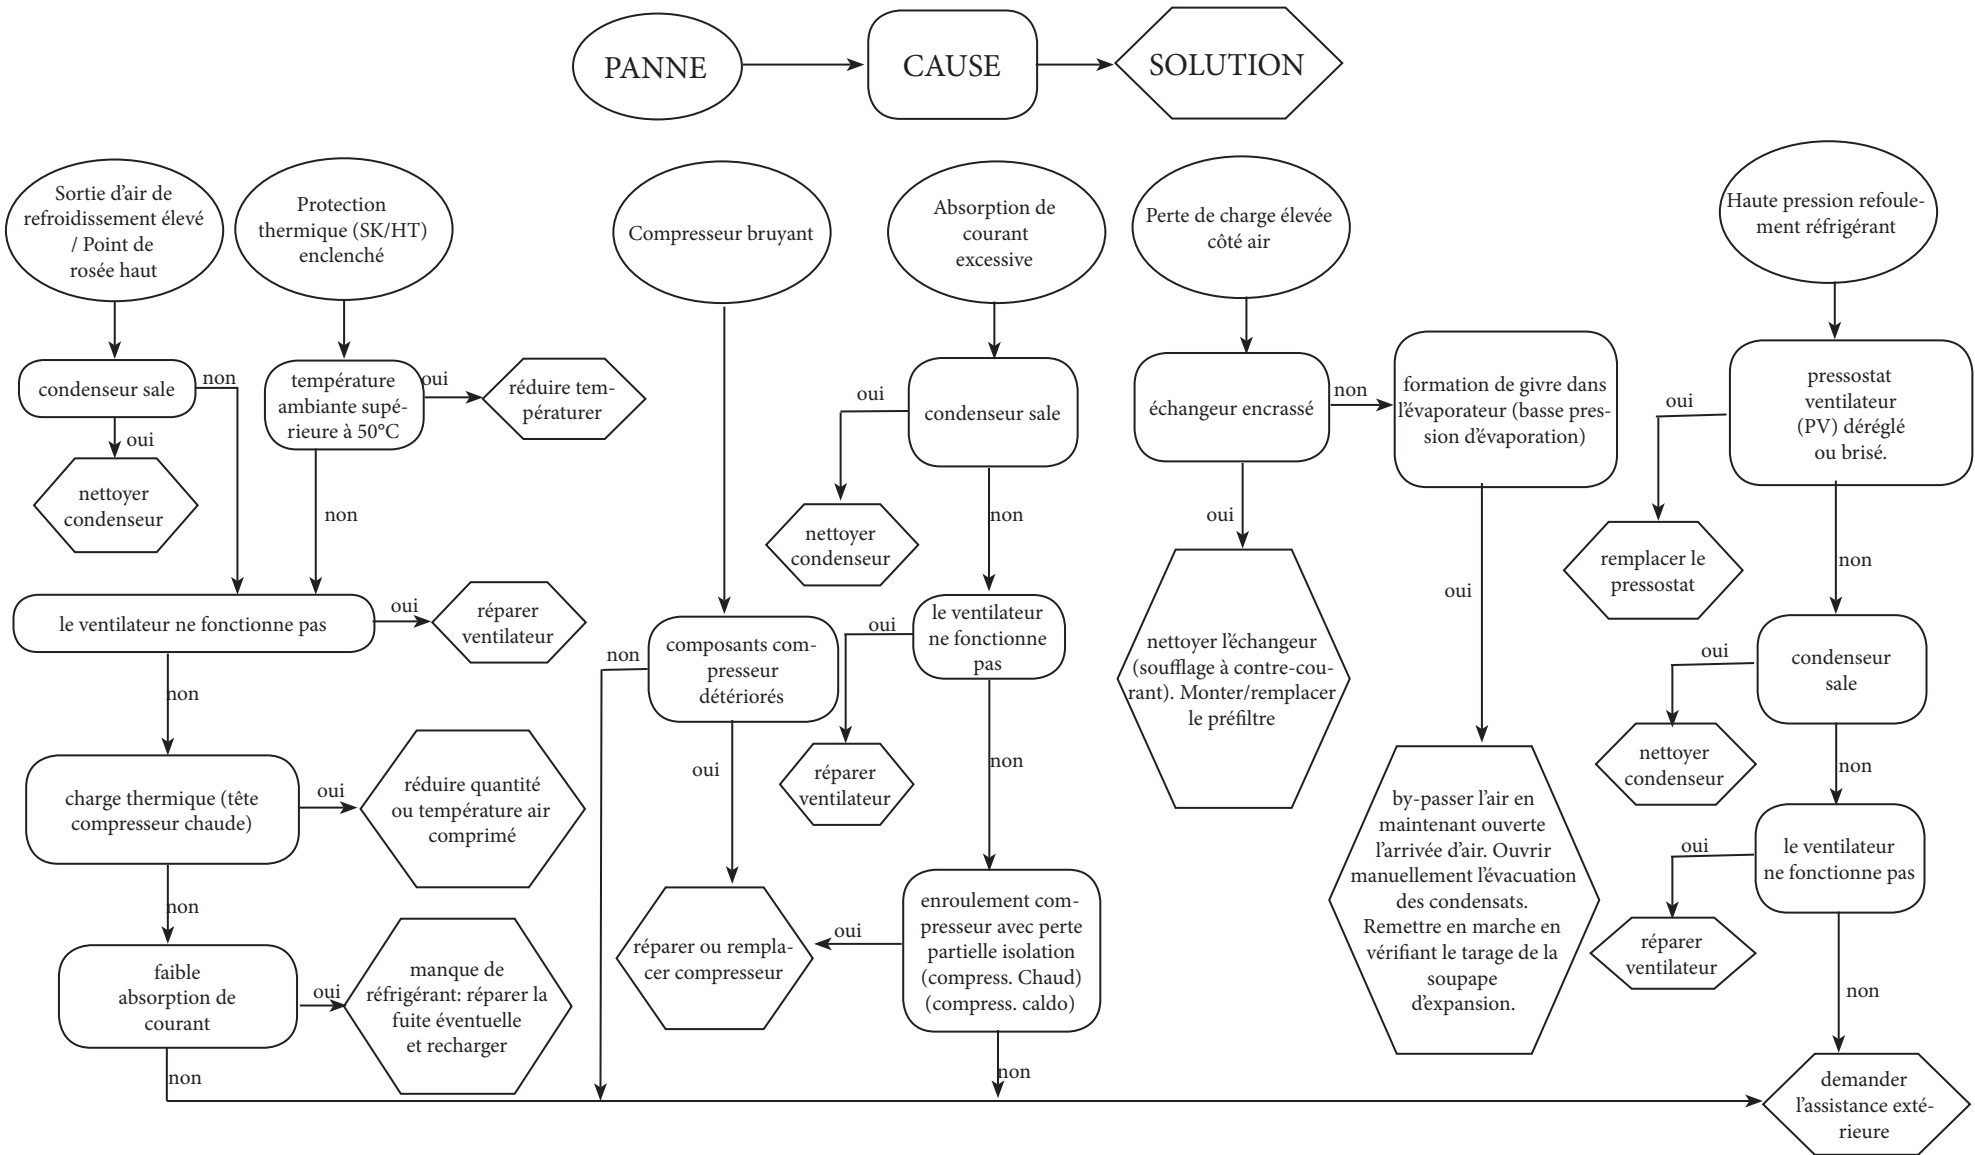 PANNE
CAUSE
SOLUTION
Sortie d'air de
refroidissement élevé
/ Point de
rosée haut
Protection
thermique (SK/HT)
enclenché
Compresseur bruyant
Absorption de
courant
excessive
Perte de charge élevée
côté air
Haute pression refoule-
ment réfrigérant
condenseur sale
non
oui
nettoyer
condenseur
température
ambiante supé-
rieure à 50°C
oui
réduire tem-
pératurer
non
le ventilateur ne fonctionne pas
oui
réparer
ventilateur
non
charge thermique (tête
compresseur chaude)
oui
réduire quantité
ou température air
comprimé
non
faible
absorption de
courant
oui
manque de
réfrigérant: réparer la
fuite éventuelle
et recharger
non
composants com-
presseur
détériorés
non
oui
réparer ou rempla-
cer compresseur
condenseur sale
oui
nettoyer
condenseur
non
le ventilateur
ne fonctionne
pas
oui
réparer
ventilateur
non
enroulement com-
presseur avec perte
partielle isolation
(compress. Chaud)
(compress. caldo)
oui
non
échangeur encrassé
non
oui
nettoyer l'échangeur
(soufflage à contre-cou-
rant). Monter/remplacer
le préfiltre
formation de givre dans
l'évaporateur (basse pres-
sion d'évaporation)
oui
by-passer l'air en
maintenant ouverte
l'arrivée d'air. Ouvrir
manuellement l'évacuation
des condensats.
Remettre en marche en
vérifiant le tarage de la
soupape
d'expansion.
pressostat
ventilateur
(PV) déréglé
ou brisé.
oui
remplacer le
pressostat
non
condenseur
sale
oui
nettoyer
condenseur
non
le ventilateur
ne fonctionne pas
oui
réparer
ventilateur
non
demander
l'assistance exté-
rieure